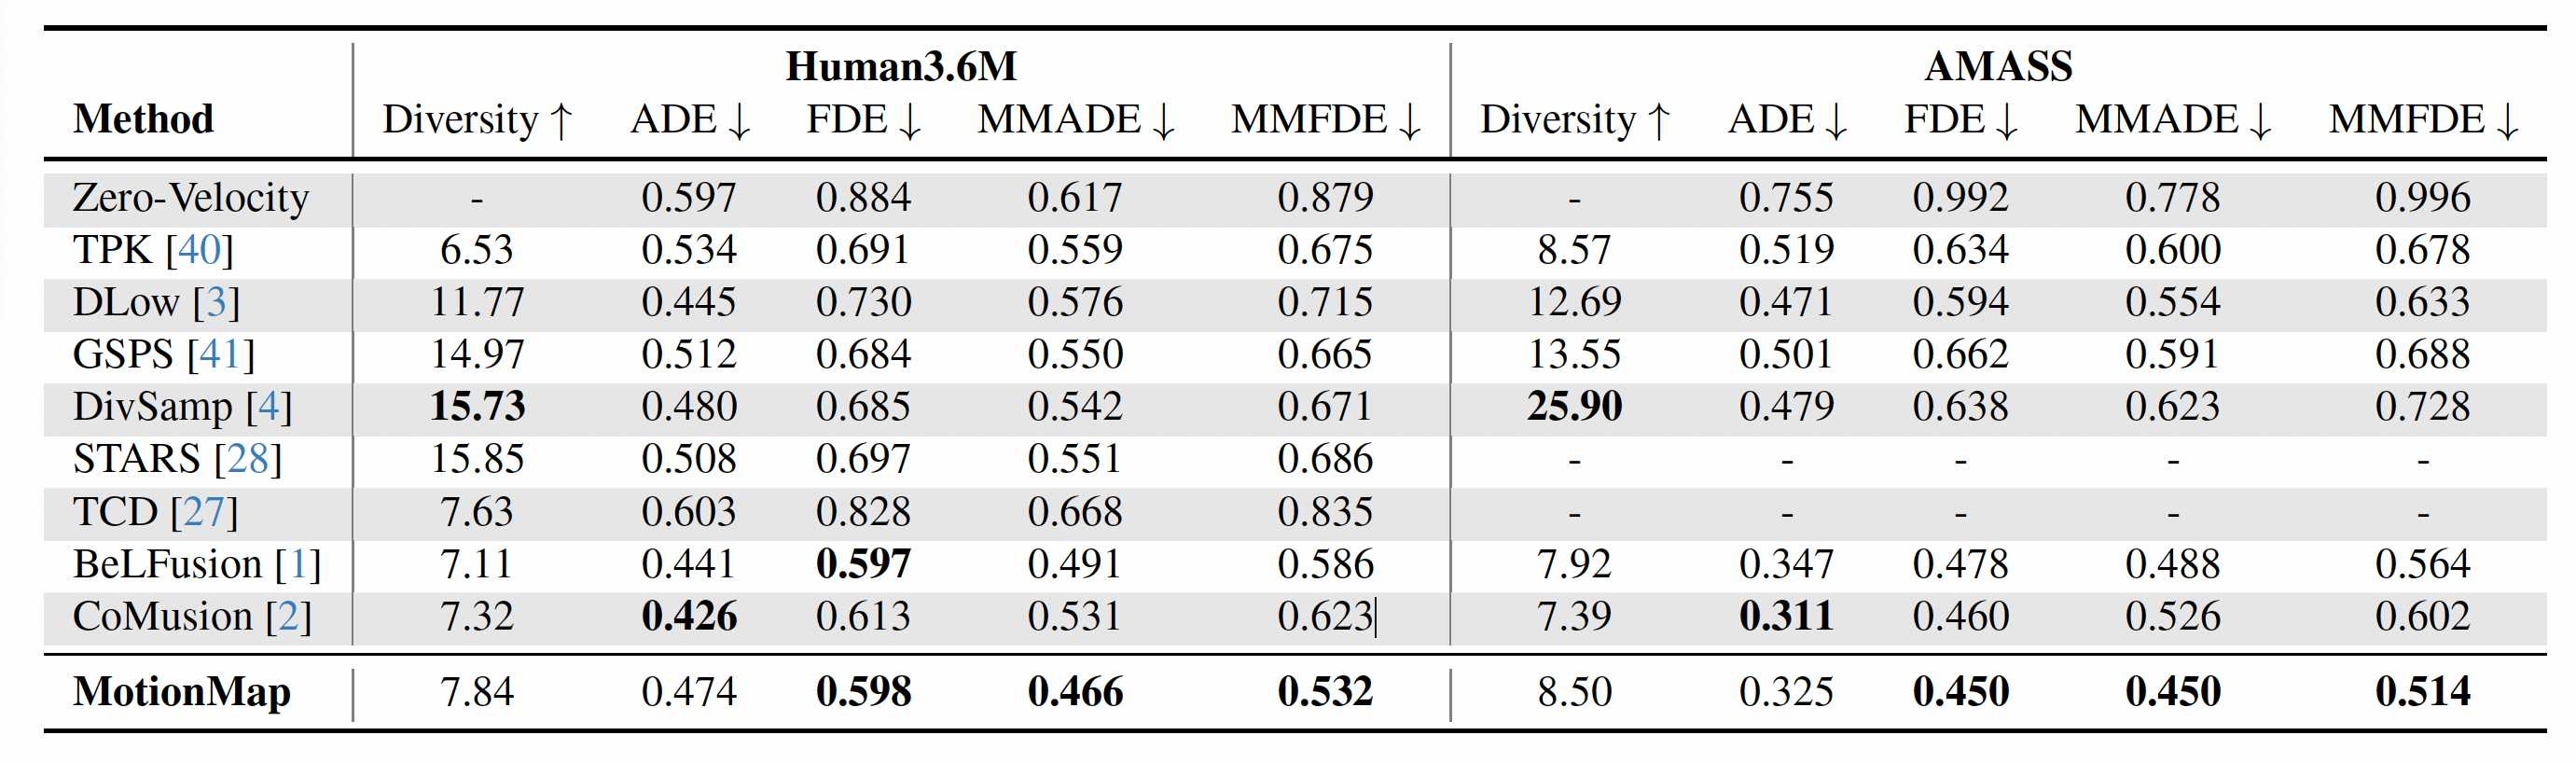 Human3.6M AMASS
Method Diversity ↑ ADE ↓ FDE ↓ MMADE ↓ MMFDE ↓ Diversity ↑ ADE ↓ FDE ↓ MMADE ↓ MMFDE ↓
Zero-Velocity - 0.597 0.884 0.617 0.879 - 0.755 0.992 0.778 0.996
TPK [40] 6.53 0.534 0.691 0.559 0.675 8.57 0.519 0.634 0.600 0.678
DLow [3] 11.77 0.445 0.730 0.576 0.715 12.69 0.471 0.594 0.554 0.633
GSPS [41] 14.97 0.512 0.684 0.550 0.665 13.55 0.501 0.662 0.591 0.688
DivSamp [4] 15.73 0.480 0.685 0.542 0.671 25.90 0.479 0.638 0.623 0.728
STARS [28] 15.85 0.508 0.697 0.551 0.686 - - - - -
TCD [27] 7.63 0.603 0.828 0.668 0.835 - - - - -
BeLFusion [1] 7.11 0.441 0.597 0.491 0.586 7.92 0.347 0.478 0.488 0.564
CoMusion [2] 7.32 0.426 0.613 0.531 0.623 7.39 0.311 0.460 0.526 0.602
MotionMap 7.84 0.474 0.598 0.466 0.532 8.50 0.325 0.450 0.450 0.514